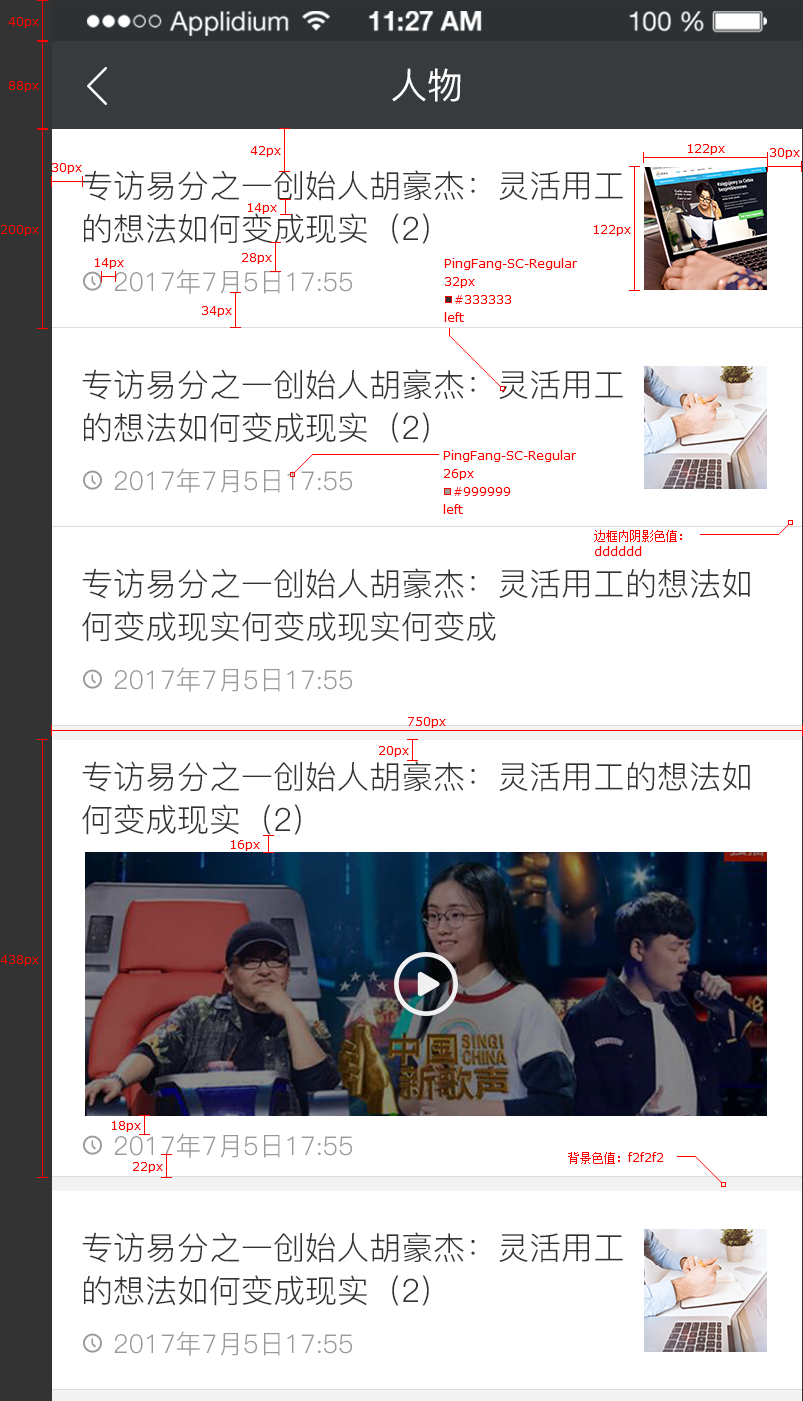 40px
Applidium 11:27 AM 100 %
88px
人物
42px
122px
30px
30px
专访易分之一创始人胡豪杰：灵活用工
14px
的想法如何变成现实（2）
200px
122px
28px
14px
2017年7月5日17:55
34px
PingFang-SC-Regular
32px
#333333
left
专访易分之一创始人胡豪杰：灵活用工
的想法如何变成现实（2）
2017年7月5日17:55
PingFang-SC-Regular
26px
#999999
left
边框内阴影色值：
dddddd
专访易分之一创始人胡豪杰：灵活用工的想法如
何变成现实何变成现实何变成
2017年7月5日17:55
750px
20px
专访易分之一创始人胡豪杰：灵活用工的想法如
何变成现实（2）
16px
438px
中国
新歌声
SING!
CHINA
18px
2017年7月5日17:55
22px
背景色值：f2f2f2
专访易分之一创始人胡豪杰：灵活用工
的想法如何变成现实（2）
2017年7月5日17:55